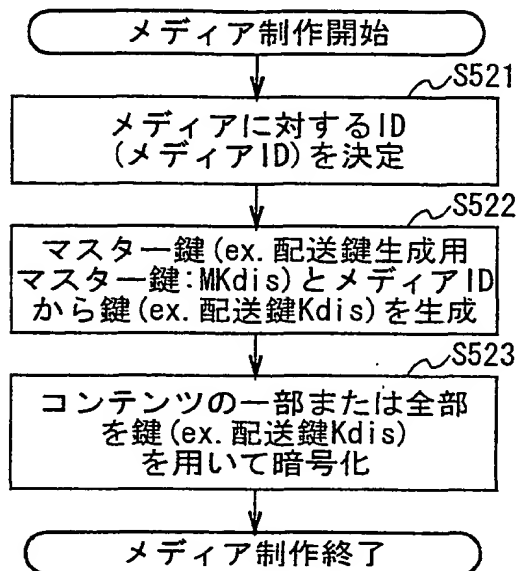 メディア制作開始
S521
メディアに対するID
(メディアID)を決定
S522
マスター鍵(ex.配送鍵生成用
マスター鍵:MKdis)とメディアID
から鍵(ex.配送鍵Kdis)を生成
S523
コンテンツの一部または全部
を鍵(ex.配送鍵Kdis)
を用いて暗号化
メディア制作終了